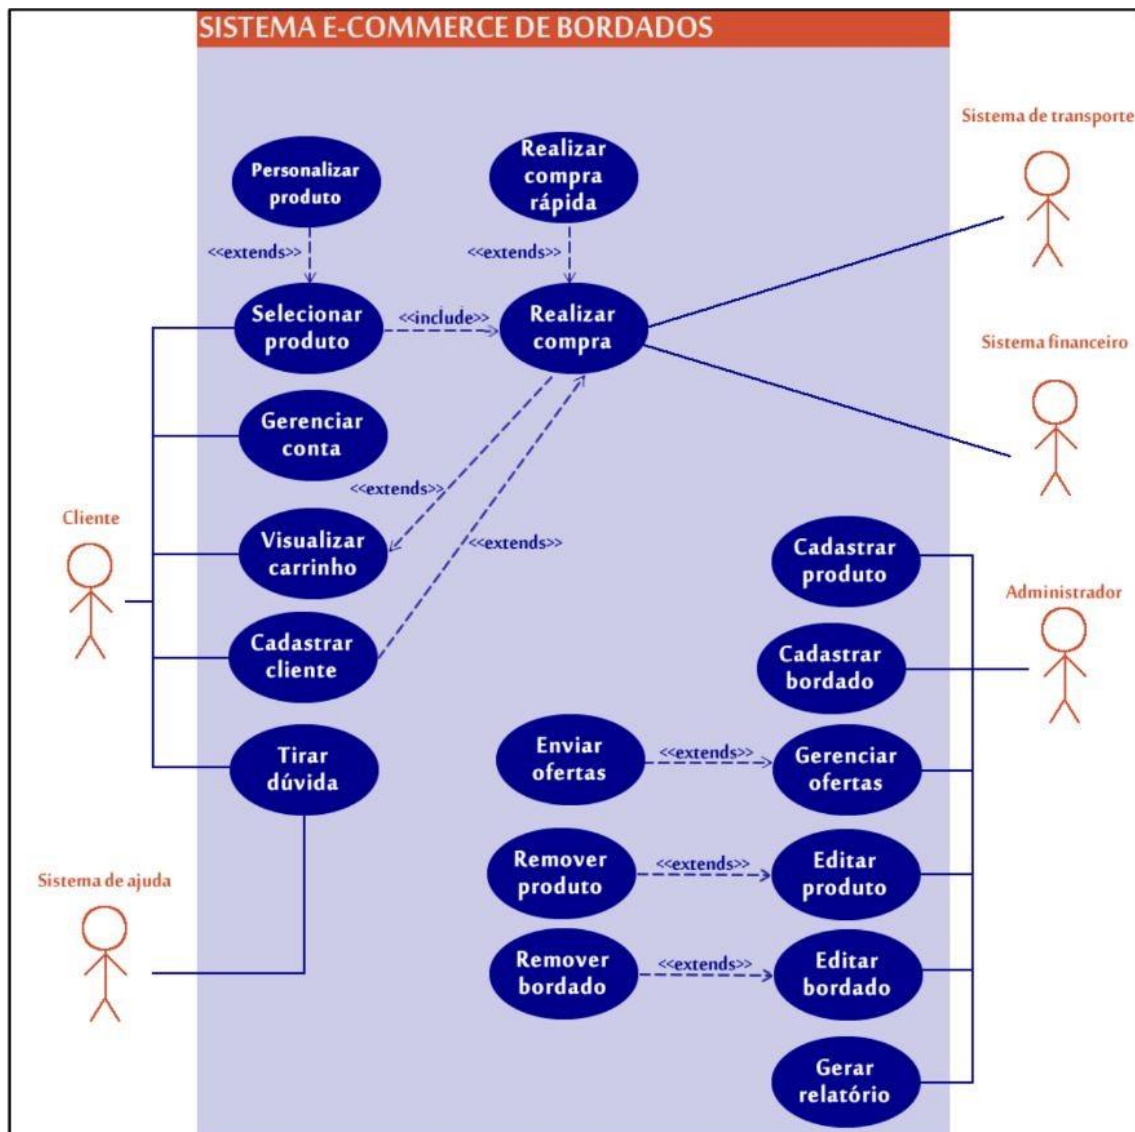 SISTEMA E-COMMERCE DE BORDADOS
Sistema de transporte
Personalizar
produto
Realizar
compra
rápida
<<extends>>
<<extends>>
Selecionar
produto
<<include>>
Realizar
compra
Sistema financeiro
Gerenciar
conta
<<extends>>
Cliente
Visualizar
carrinho
<<extends>>
Cadastrar
produto
Administrador
Cadastrar
cliente
Cadastrar
bordado
Tirar
dúvida
Enviar
ofertas
<<extends>>
Gerenciar
ofertas
Sistema de ajuda
Remover
produto
<<extends>>
Editar
produto
Remover
bordado
<<extends>>
Editar
bordado
Gerar
relatório